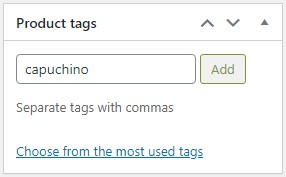 Product tags
capuchino Add
Separate tags with commas
Choose from the most used tags